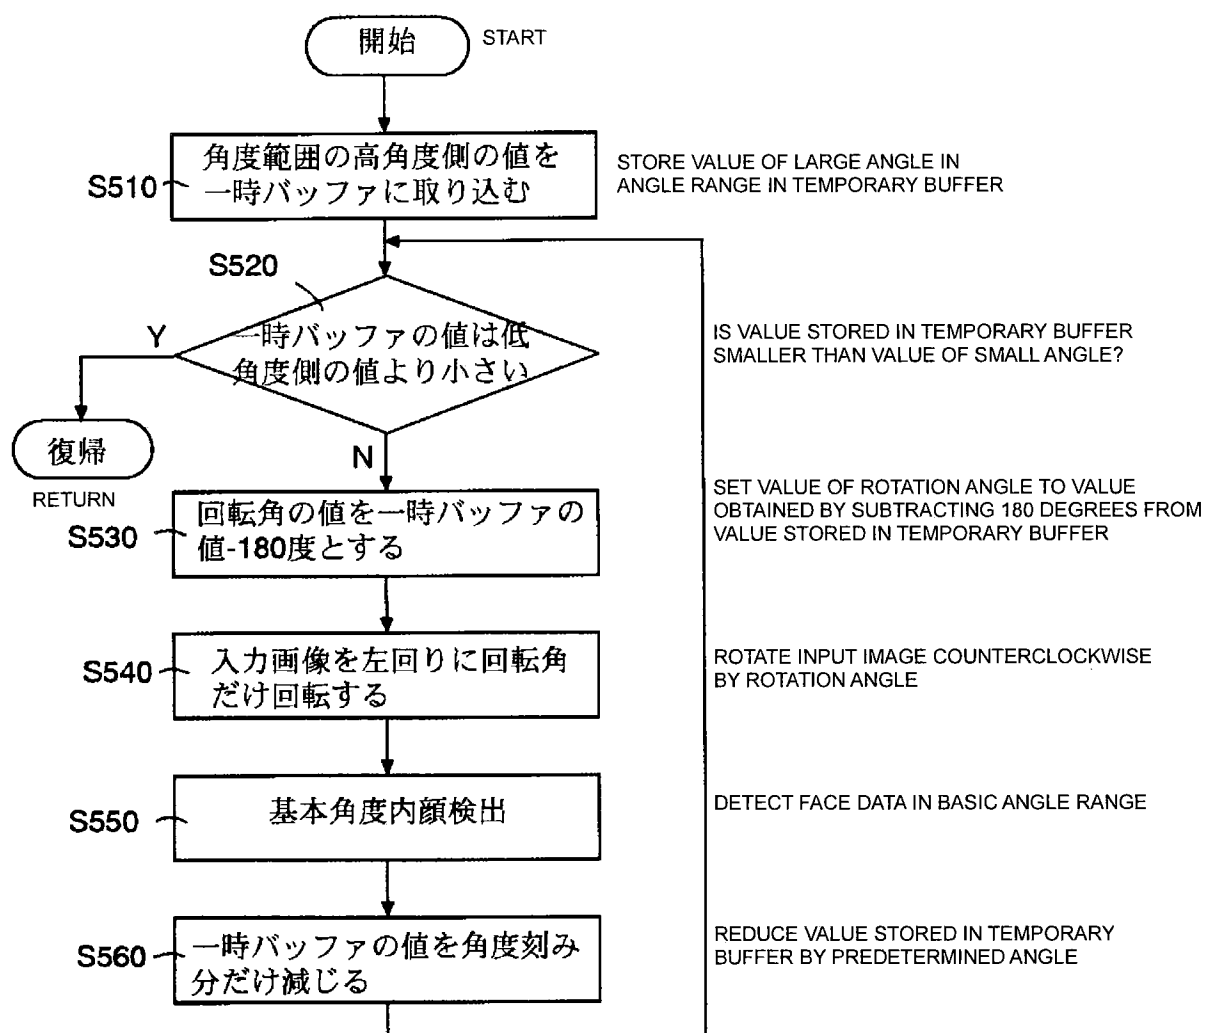 開始
START
S510
角度範囲の高角度側の値を
一時バッファに取り込む
STORE VALUE OF LARGE ANGLE IN
ANGLE RANGE IN TEMPORARY BUFFER
S520
Y
一時バッファの値は低
角度側の値より小さい
IS VALUE STORED IN TEMPORARY BUFFER
SMALLER THAN VALUE OF SMALL ANGLE?
復帰
RETURN
N
S530
回転角の値を一時バッファの
値-180度とする
SET VALUE OF ROTATION ANGLE TO VALUE
OBTAINED BY SUBTRACTING 180 DEGREES FROM
VALUE STORED IN TEMPORARY BUFFER
S540
入力画像を左回りに回転角
だけ回転する
ROTATE INPUT IMAGE COUNTERCLOCKWISE
BY ROTATION ANGLE
S550
基本角度内顔検出
DETECT FACE DATA IN BASIC ANGLE RANGE
S560
一時バッファの値を角度刻み
分だけ減じる
REDUCE VALUE STORED IN TEMPORARY
BUFFER BY PREDETERMINED ANGLE